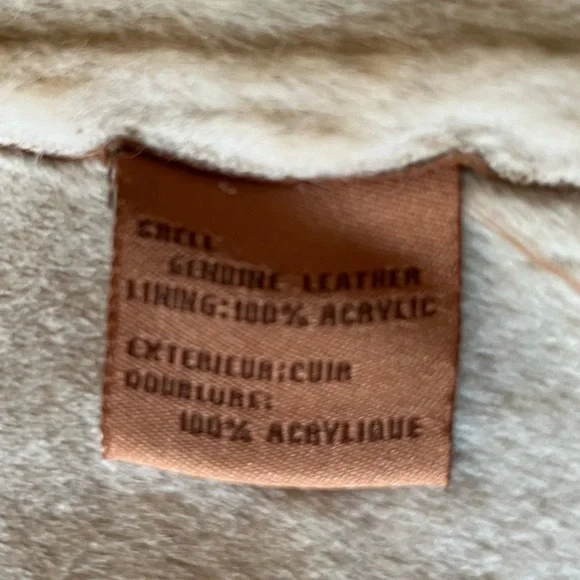 SHELL
GENUINE LEATHER
LINING:100% ACRYLIC
EXTERIEUR;CUIR
DOUBLURE:
100% ACRYLIQUE